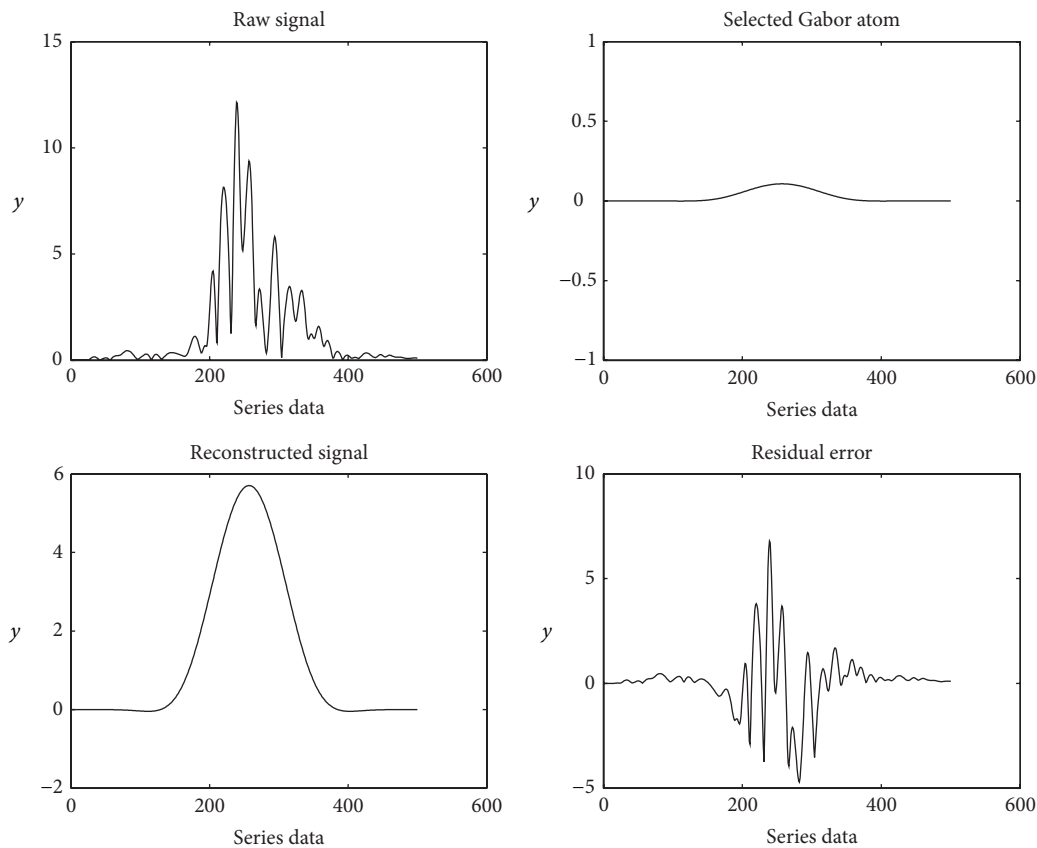 Raw signal
15
10
5
0
y
0
200
400
600
Series data
Selected Gabor atom
1
0.5
0
−0.5
−1
y
0
200
400
600
Series data
Reconstructed signal
6
4
2
0
−2
y
0
200
400
600
Series data
Residual error
10
5
0
−5
y
0
200
400
600
Series data